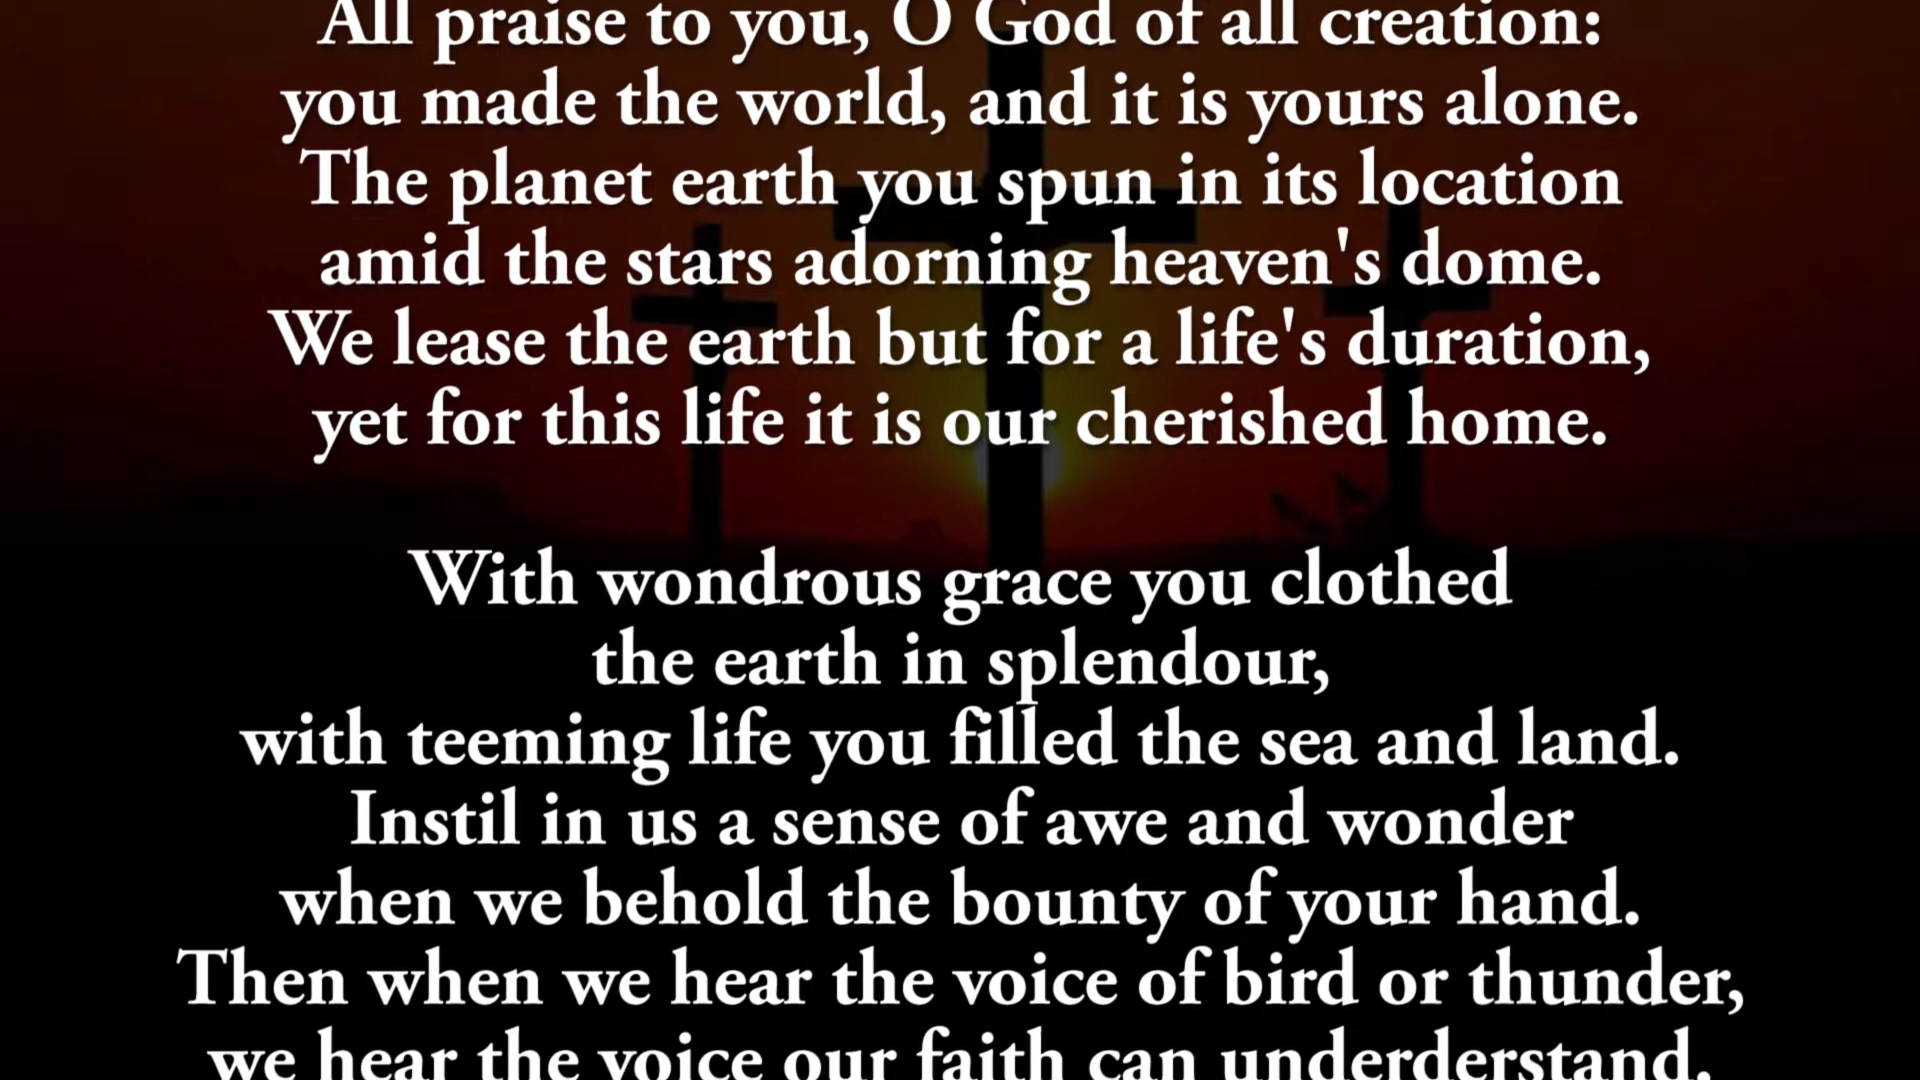 All praise to you, O God of all creation:
you made the world, and it is yours alone.
The planet earth you spun in its location
amid the stars adorning heaven's dome.
We lease the earth but for a life's duration,
yet for this life it is our cherished home.
With wondrous grace you clothed
the earth in splendour,
with teeming life you filled the sea and land.
Instil in us a sense of awe and wonder
when we behold the bounty of your hand.
Then when we hear the voice of bird or thunder,
we hear the voice our faith can underderstand.